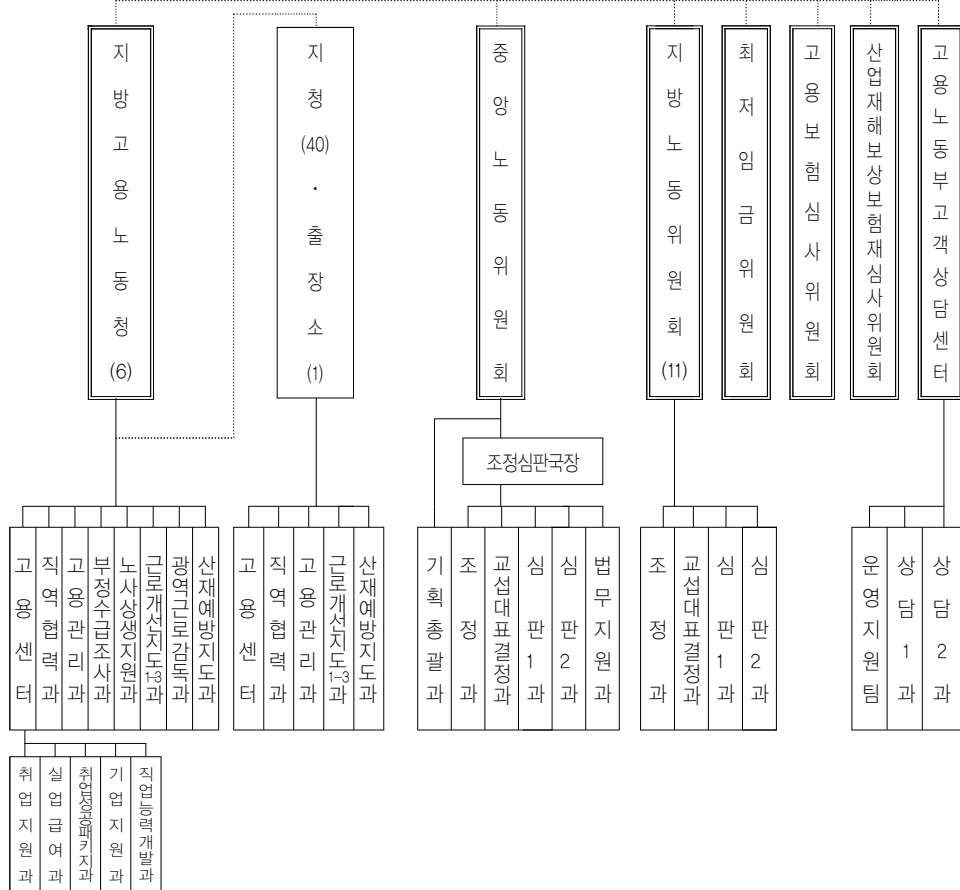 지방고용노동청(6)
지청(40)·출장소(1)
중앙노동위원회
지방노동위원회(11)
최저임금위원회
고용보험심사위원회
산업재해보상보험재심사위원회
고용노동부고객상담센터
조정심판국장
고용센터
직역협력과
고용관리과
부정수급조사과
노사상생지원과
근로개선지도1-3과
광역근로감독과
산재예방지도과
고용센터
직역협력과
고용관리과
근로개선지도1-3과
산재예방지도과
기획총괄과
조정과
교섭대표결정과
심판1과
심판2과
법무지원과
조정과
교섭대표결정과
심판1과
심판2과
운영지원팀
상담1과
상담2과
취업지원과
실업급여과
취업성공패키지과
기업지원과
직업능력개발과